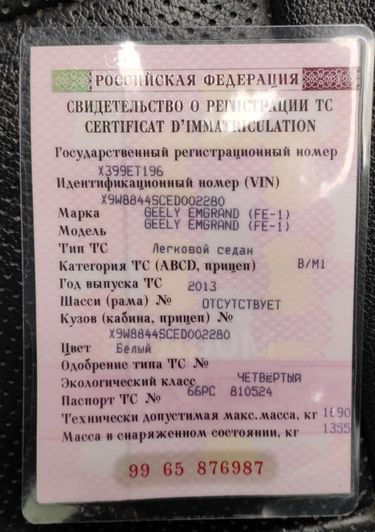 РОССИЙСКАЯ ФЕДЕРАЦИЯ
СВИДЕТЕЛЬСТВО О РЕГИСТРАЦИИ ТС
CERTIFICAT D'IMMATRICULATION
Государственный регистрационный номер
Х399ЕТ196
Идентификационный номер (VIN)
X9W8844SCED002280
Марка GEELY EMGRAND (FE-1)
Модель GEELY EMGRAND (FE-1)
Тип ТС Легковой седан
Категория ТС (ABCD, прицеп) B/M1
Год выпуска ТС 2013
Шасси (рама) № ОТСУТСТВУЕТ
Кузов (кабина, прицеп) №
X9W8844SCED002280
Цвет Белый
Одобрение типа ТС №
Экологический класс ЧЕТВЁРТЫЙ
Паспорт ТС № 66РС 810524
Технически допустимая макс.масса, кг 1690
Масса в снаряженном состоянии, кг 1355
99 65 876987